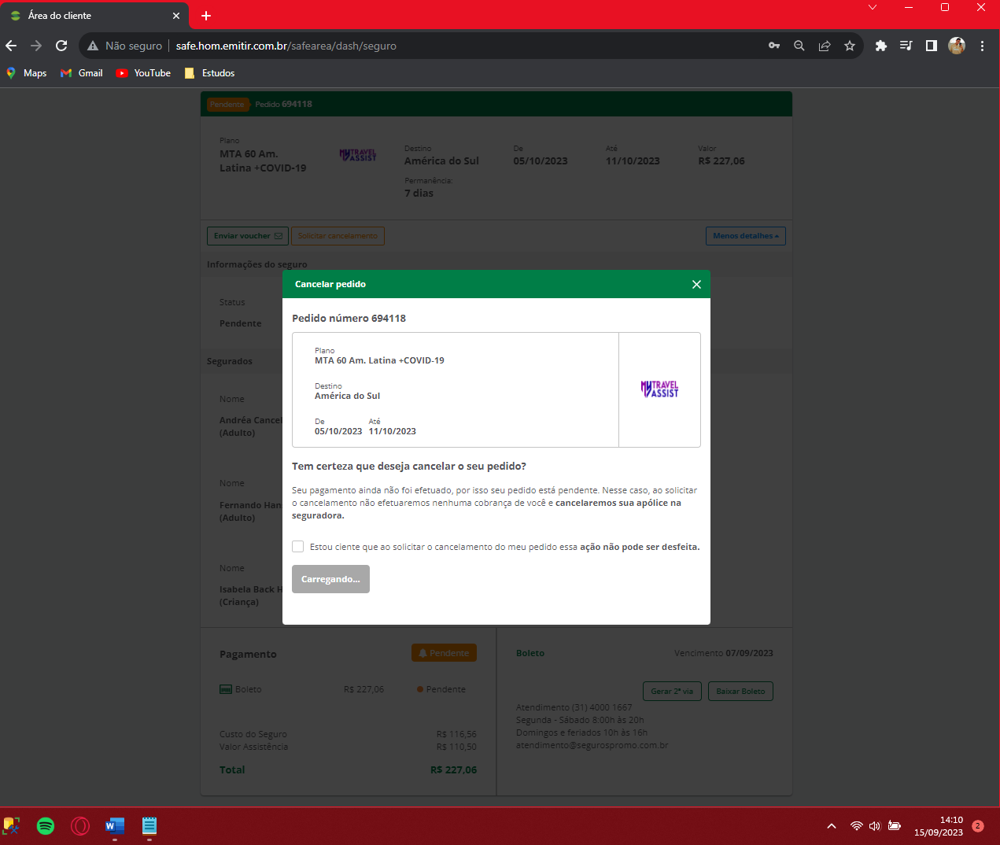 Área do cliente
Não seguro
safe.hom.emitir.com.br/safearea/dash/seguro
Maps
Gmail
YouTube
Estudos
Pendente
Pedido 694118
Plano
MTA 60 Am.
Latina +COVID-19
MYTRAVEL
ASSIST
Destino
América do Sul
De
05/10/2023
Até
11/10/2023
Valor
R$ 227,06
Permanência:
7 dias
Enviar voucher
Solicitar cancelamento
Menos detalhes
Informações do seguro
Status
Pendente
Segurados
Nome
Andréa Cancel
(Adulto)
Nome
Fernando Han
(Adulto)
Nome
Isabela Back H
(Criança)
Cancelar pedido
Pedido número 694118
Plano
MTA 60 Am. Latina +COVID-19
Destino
América do Sul
De
05/10/2023
Até
11/10/2023
MYTRAVEL
ASSIST
Tem certeza que deseja cancelar o seu pedido?
Seu pagamento ainda não foi efetuado, por isso seu pedido está pendente. Nesse caso, ao solicitar
o cancelamento não efetuaremos nenhuma cobrança de você e cancelaremos sua apólice na
seguradora.
Estou ciente que ao solicitar o cancelamento do meu pedido essa ação não pode ser desfeita.
Carregando...
Pagamento
Pendente
Boleto
R$ 227,06
Pendente
Custo do Seguro
R$ 116,56
Valor Assistência
R$ 110,50
Total
R$ 227,06
Boleto
Vencimento 07/09/2023
Gerar 2ª via
Baixar Boleto
Atendimento (31) 4000 1667
Segunda - Sábado 8:00h às 20h
Domingos e feriados 10h às 16h
atendimento@segurospromo.com.br
W
14:10
15/09/2023
2